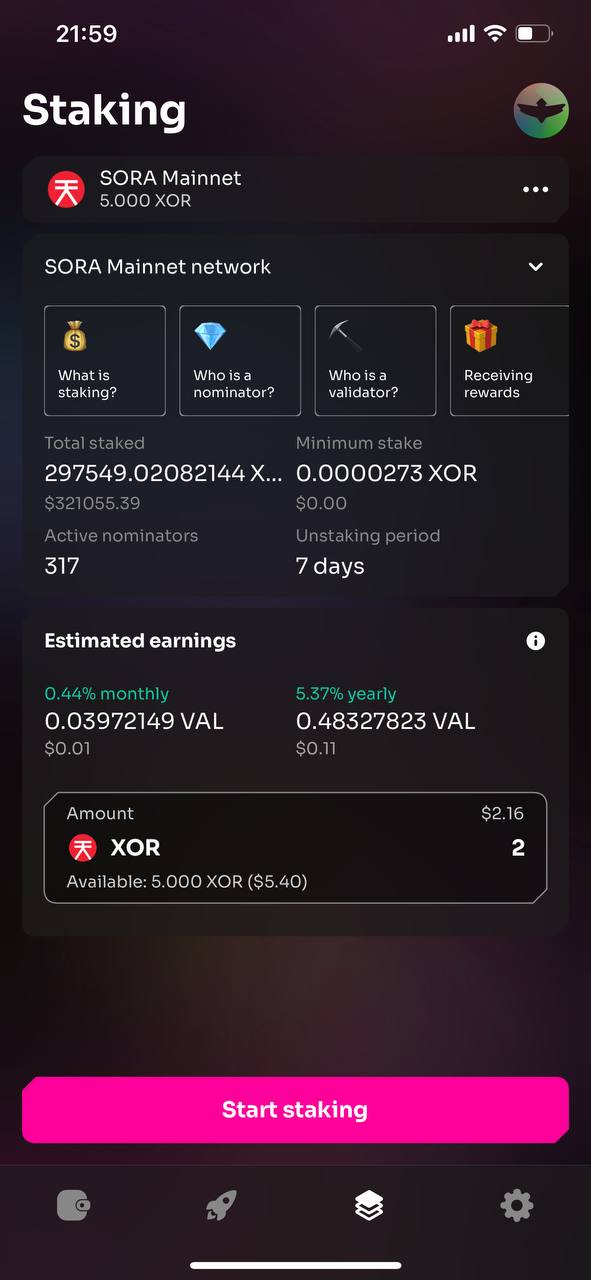 21:59
Staking
SORA Mainnet
5.000 XOR
SORA Mainnet network
What is
staking?
Who is a
nominator?
Who is a
validator?
Receiving
rewards
Total staked
Minimum stake
297549.02082144 X...
0.0000273 XOR
$321055.39
$0.00
Active nominators
Unstaking period
317
7 days
Estimated earnings
0.44% monthly
5.37% yearly
0.03972149 VAL
0.48327823 VAL
$0.01
$0.11
Amount
$2.16
XOR
2
Available: 5.000 XOR ($5.40)
Start staking